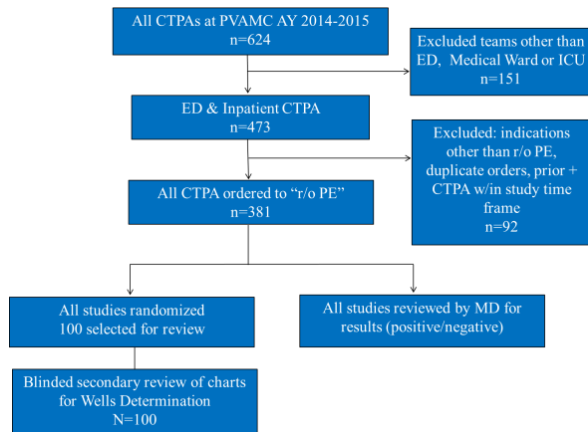 All CTPAs at PVAMC AY 2014-2015
n=624
Excluded teams other than
ED, Medical Ward or ICU
n=151
ED & Inpatient CTPA
n=473
Excluded: indications
other than r/o PE,
duplicate orders, prior +
CTPA w/in study time
frame
n=92
All CTPA ordered to “r/o PE”
n=381
All studies randomized
100 selected for review
All studies reviewed by MD for
results (positive/negative)
Blinded secondary review of charts
for Wells Determination
N=100